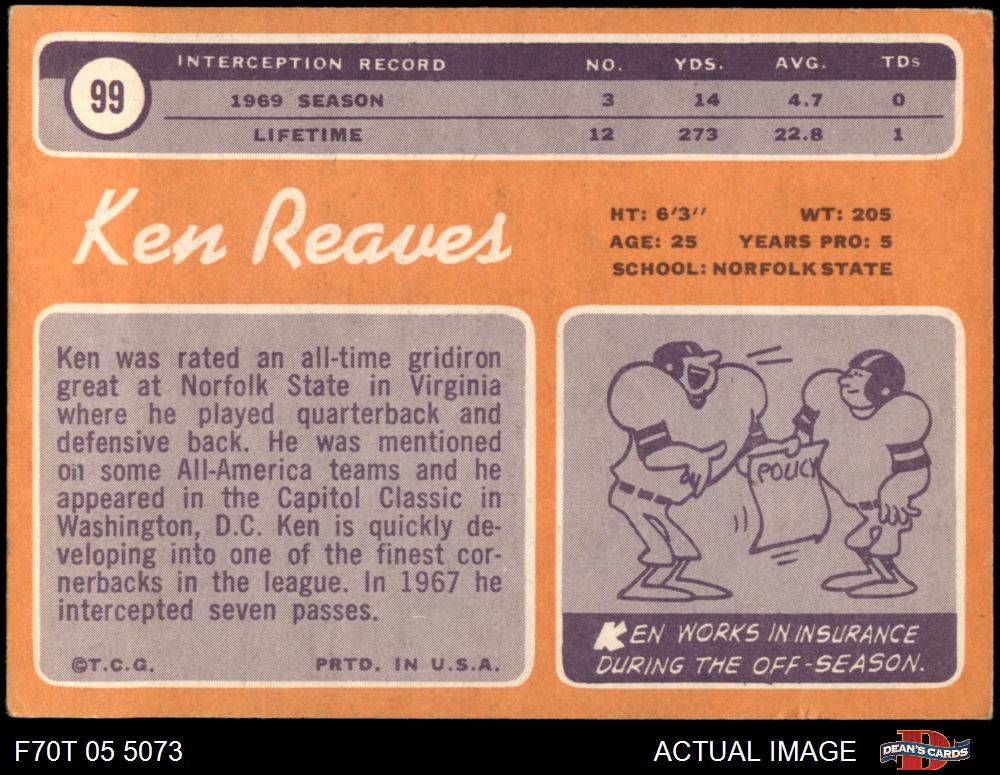 99
INTERCEPTION RECORD NO. YDS. AVG. TDs
1969 SEASON 3 14 4.7 0
LIFETIME 12 273 22.8 1
Ken Reaves
HT: 6'3" WT: 205
AGE: 25 YEARS PRO: 5
SCHOOL: NORFOLK STATE
Ken was rated an all-time gridiron
great at Norfolk State in Virginia
where he played quarterback and
defensive back. He was mentioned
on some All-America teams and he
appeared in the Capitol Classic in
Washington, D.C. Ken is quickly de-
veloping into one of the finest cor-
nerbacks in the league. In 1967 he
intercepted seven passes.
©T.C.G. PRTD. IN U.S.A.
POLICY
KEN WORKS IN INSURANCE
DURING THE OFF-SEASON.
F70T 05 5073 ACTUAL IMAGE
D
DEAN'S CARDS